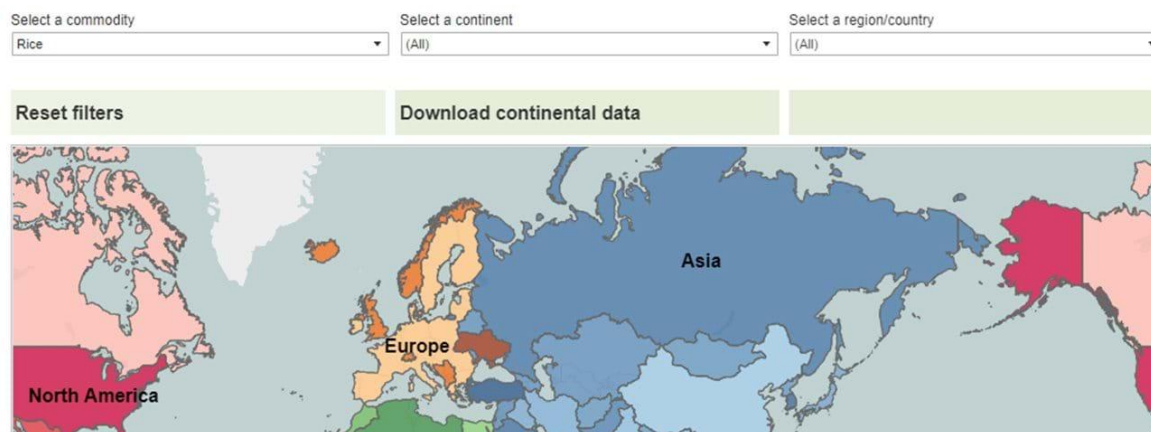 Select a commodity
Select a continent
Select a region/country
Rice
(All)
(All)
Reset filters
Download continental data
Asia
Europe
North America